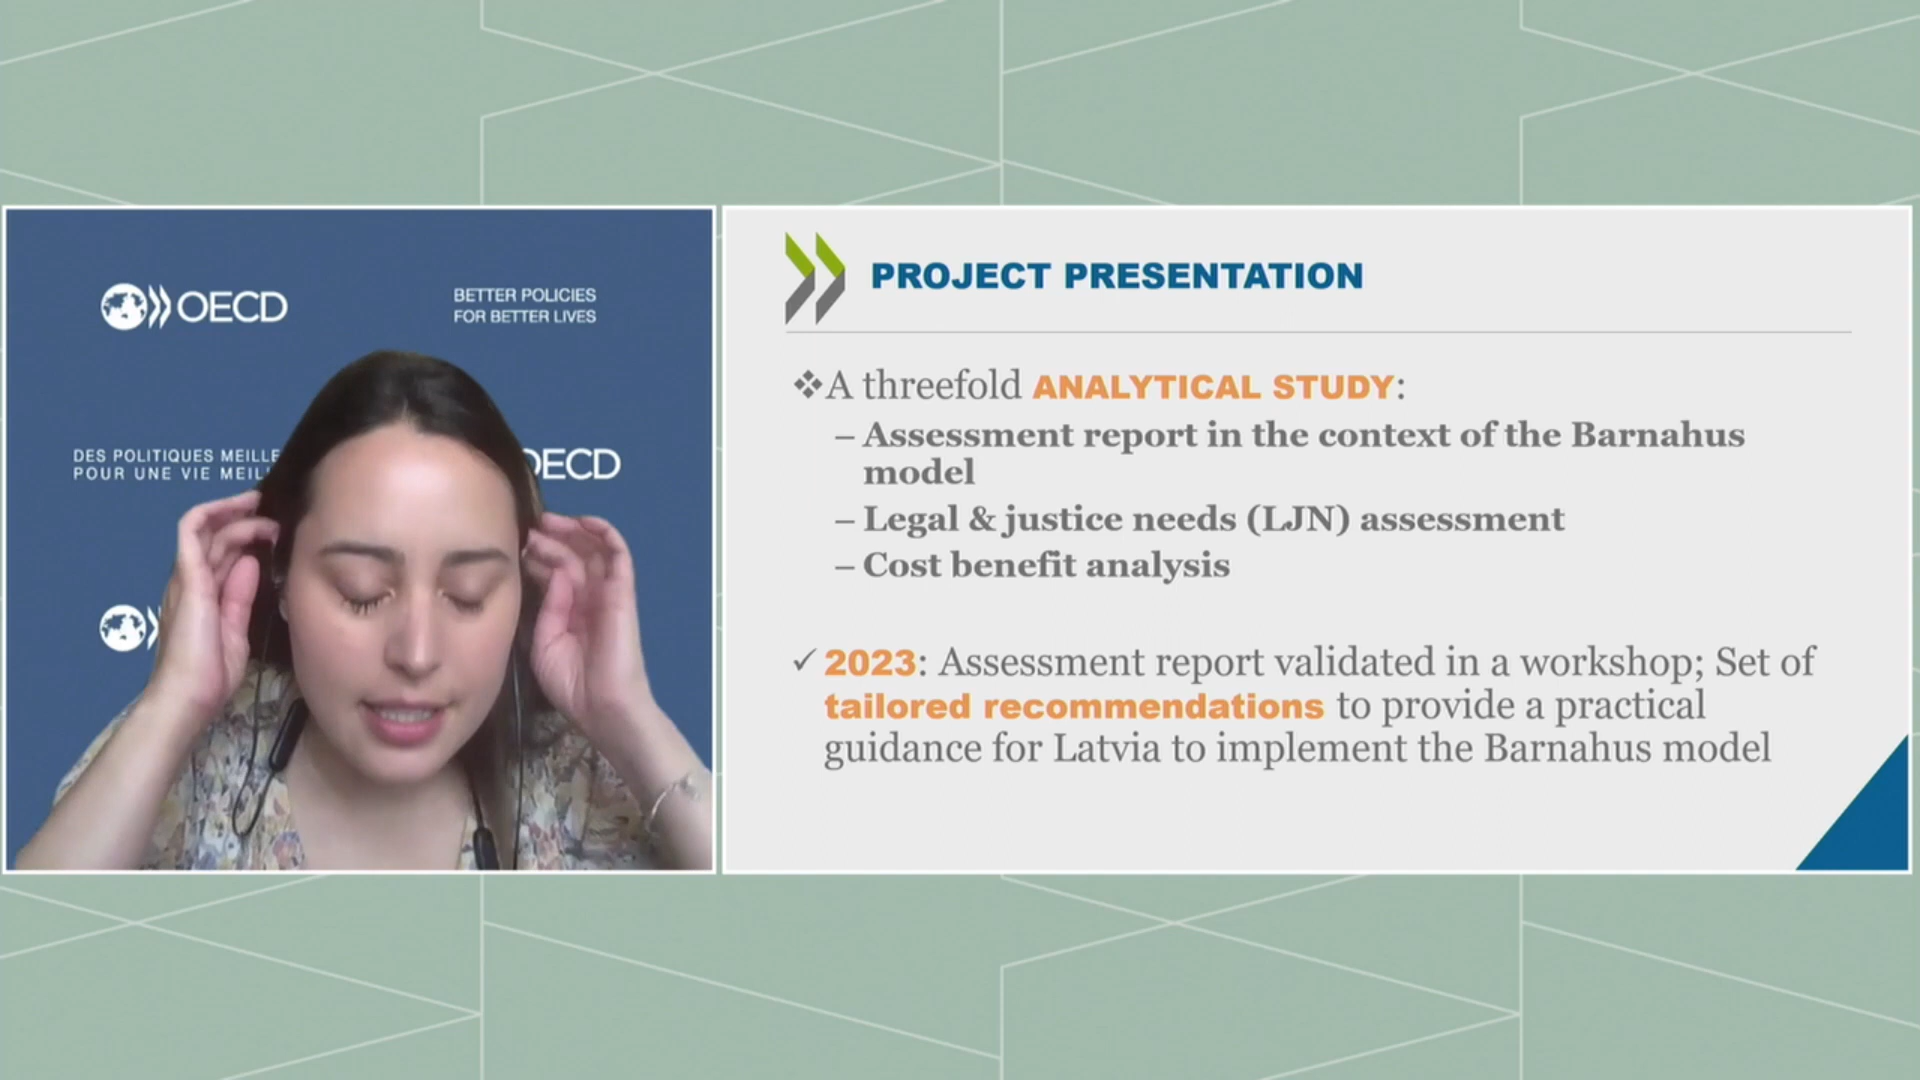 OECD
BETTER POLICIES
FOR BETTER LIVES
DES POLITIQUES MEILLE
POUR UNE VIE MEIL
OECD
PROJECT PRESENTATION
❖A threefold ANALYTICAL STUDY:
– Assessment report in the context of the Barnahus
model
– Legal & justice needs (LJN) assessment
– Cost benefit analysis
✓ 2023: Assessment report validated in a workshop; Set of
tailored recommendations to provide a practical
guidance for Latvia to implement the Barnahus model